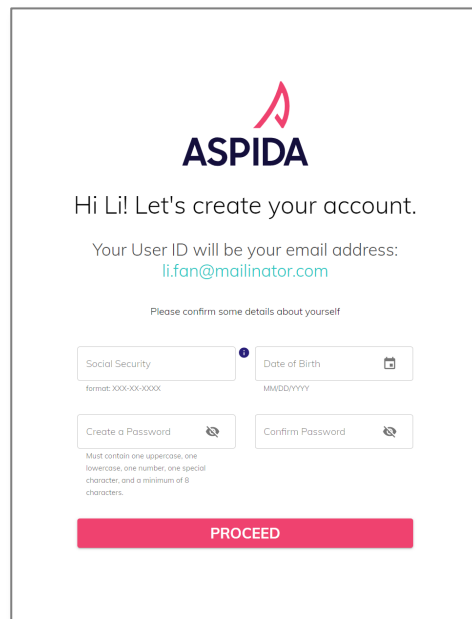 ASPIDA
Hi Li! Let's create your account.
Your User ID will be your email address:
li.fan@mailinator.com
Please confirm some details about yourself
Social Security
Date of Birth
format: XXX-XX-XXXX
MM/DD/YYYY
Create a Password
Confirm Password
Must contain one uppercase, one
lowercase, one number, one special
character, and a minimum of 8
characters.
PROCEED